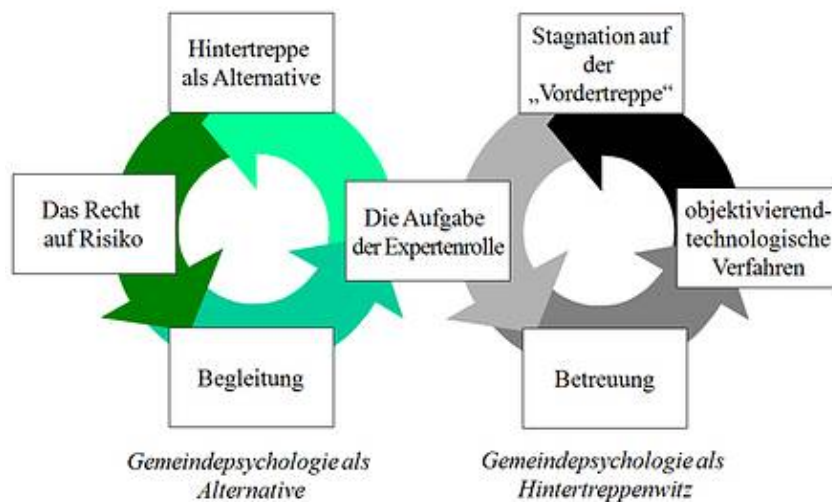 Hintertreppe
als Alternative
Das Recht
auf Risiko
Die Aufgabe
der Expertenrolle
Begleitung
Gemeindepsychologie als
Alternative
Stagnation auf
der
„Vordertreppe“
objektivierend-
technologische
Verfahren
Betreuung
Gemeindepsychologie als
Hintertreppenwitz